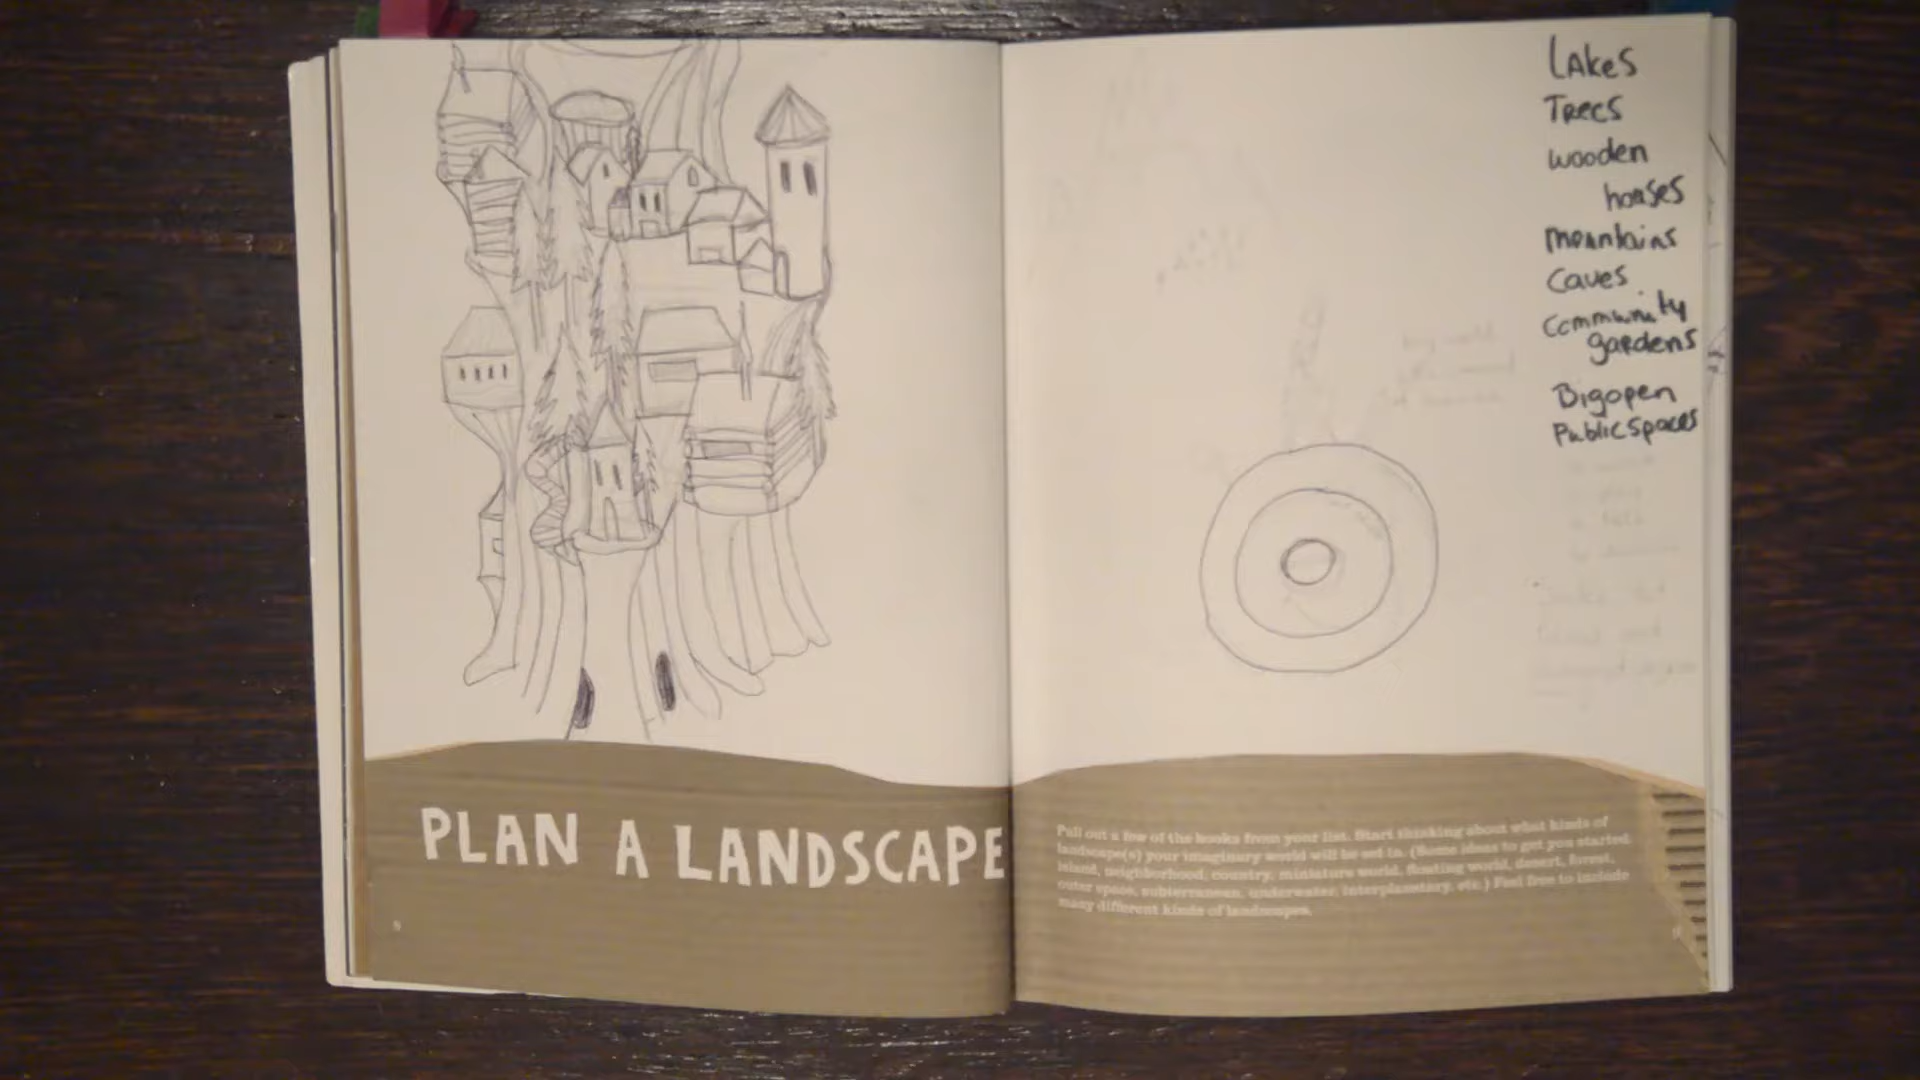 LAkes
Trees
wooden
houses
mountains
Caves
Community
gardens
Big open
Public spaces
PLAN A LANDSCAPE
Pull out a few of the books from your list. Start thinking about what kinds of
landscape(s) your imaginary world will be set in. (Some ideas to get you started:
island, neighborhood, country, miniature world, floating world, desert, forest,
outer space, subterranean, underwater, interplanetary, etc.) Feel free to include
many different kinds of landscapes.